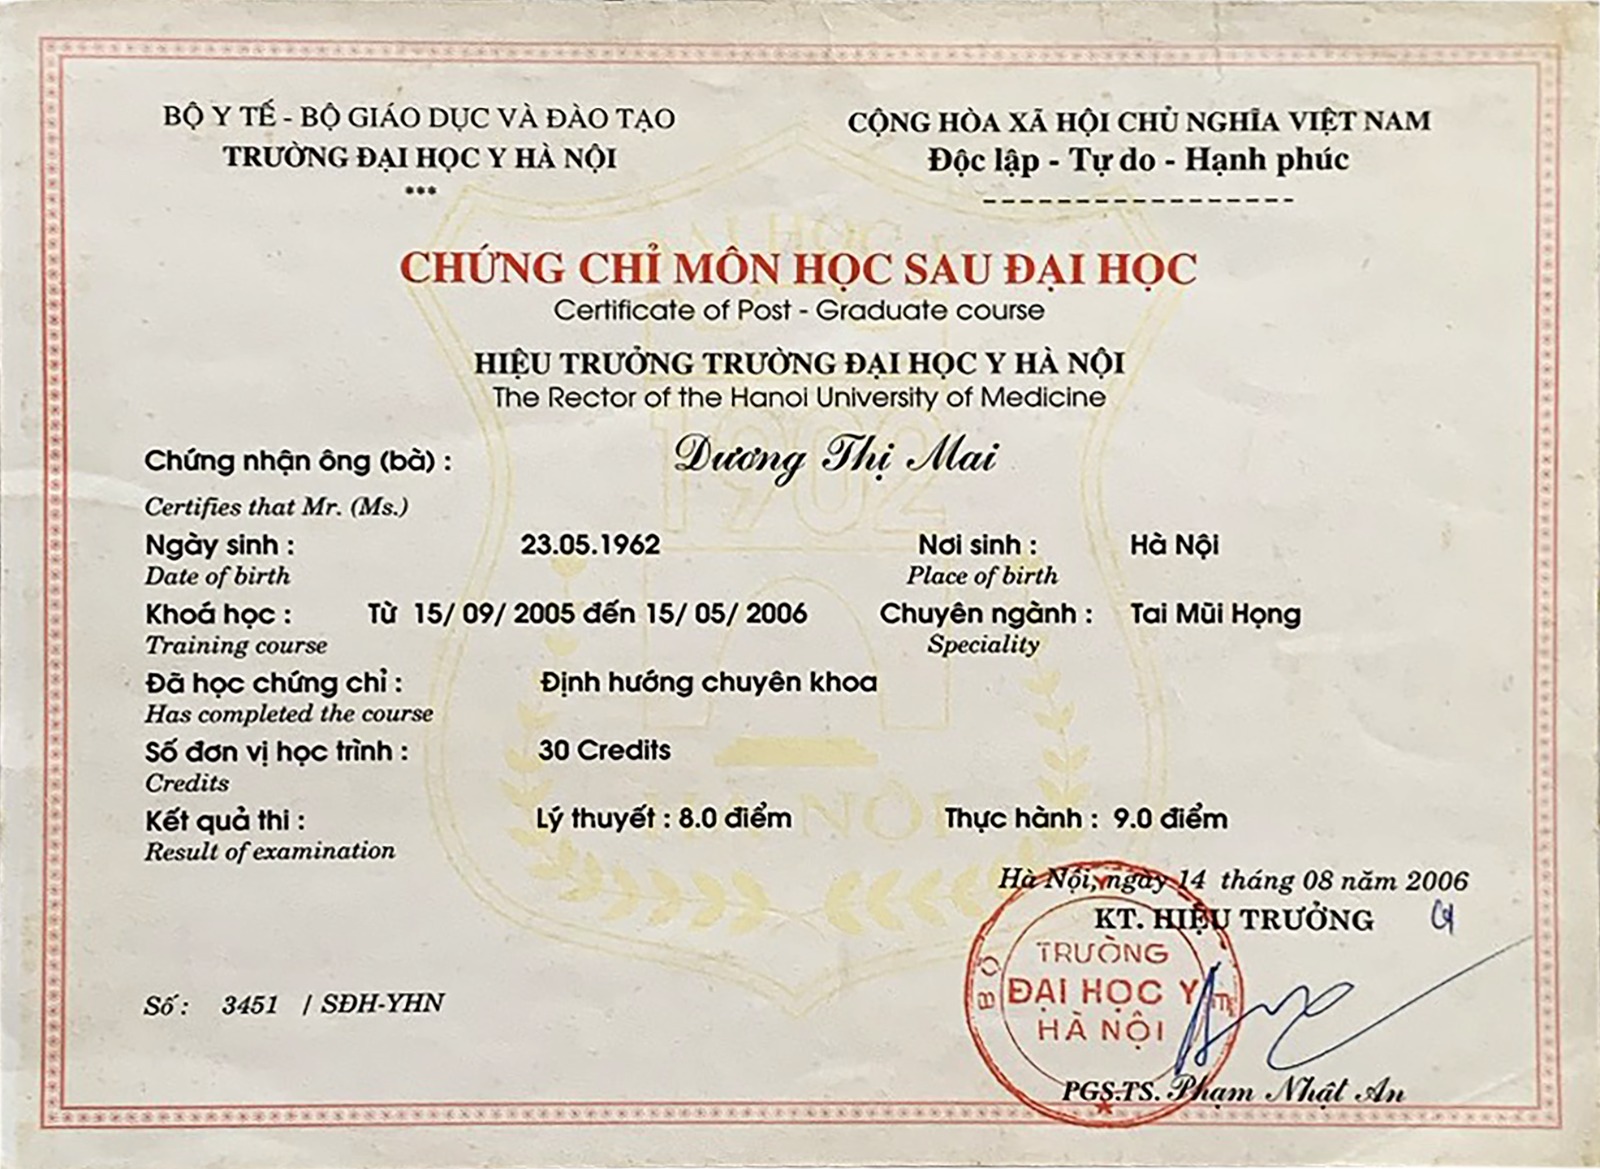 BỘ Y TẾ - BỘ GIÁO DỤC VÀ ĐÀO TẠO
TRƯỜNG ĐẠI HỌC Y HÀ NỘI
***
CỘNG HÒA XÃ HỘI CHỦ NGHĨA VIỆT NAM
Độc lập - Tự do - Hạnh phúc
CHỨNG CHỈ MÔN HỌC SAU ĐẠI HỌC
Certificate of Post - Graduate course
HIỆU TRƯỞNG TRƯỜNG ĐẠI HỌC Y HÀ NỘI
The Rector of the Hanoi University of Medicine
Chứng nhận ông (bà) : Dương Thị Mai
Certifies that Mr. (Ms.)
Ngày sinh : 23.05.1962 Nơi sinh : Hà Nội
Date of birth Place of birth
Khoá học : Từ 15/ 09/ 2005 đến 15/ 05/ 2006 Chuyên ngành : Tai Mũi Họng
Training course Speciality
Đã học chứng chỉ : Định hướng chuyên khoa
Has completed the course
Số đơn vị học trình : 30 Credits
Credits
Kết quả thi : Lý thuyết : 8.0 điểm Thực hành : 9.0 điểm
Result of examination
Hà Nội, ngày 14 tháng 08 năm 2006
KT. HIỆU TRƯỞNG
BỘ Y TẾ
TRƯỜNG
ĐẠI HỌC Y
HÀ NỘI
Số : 3451 / SĐH-YHN
PGS.TS. Phạm Nhật An
ĐẠI HỌC Y
1902
HÀ NỘI